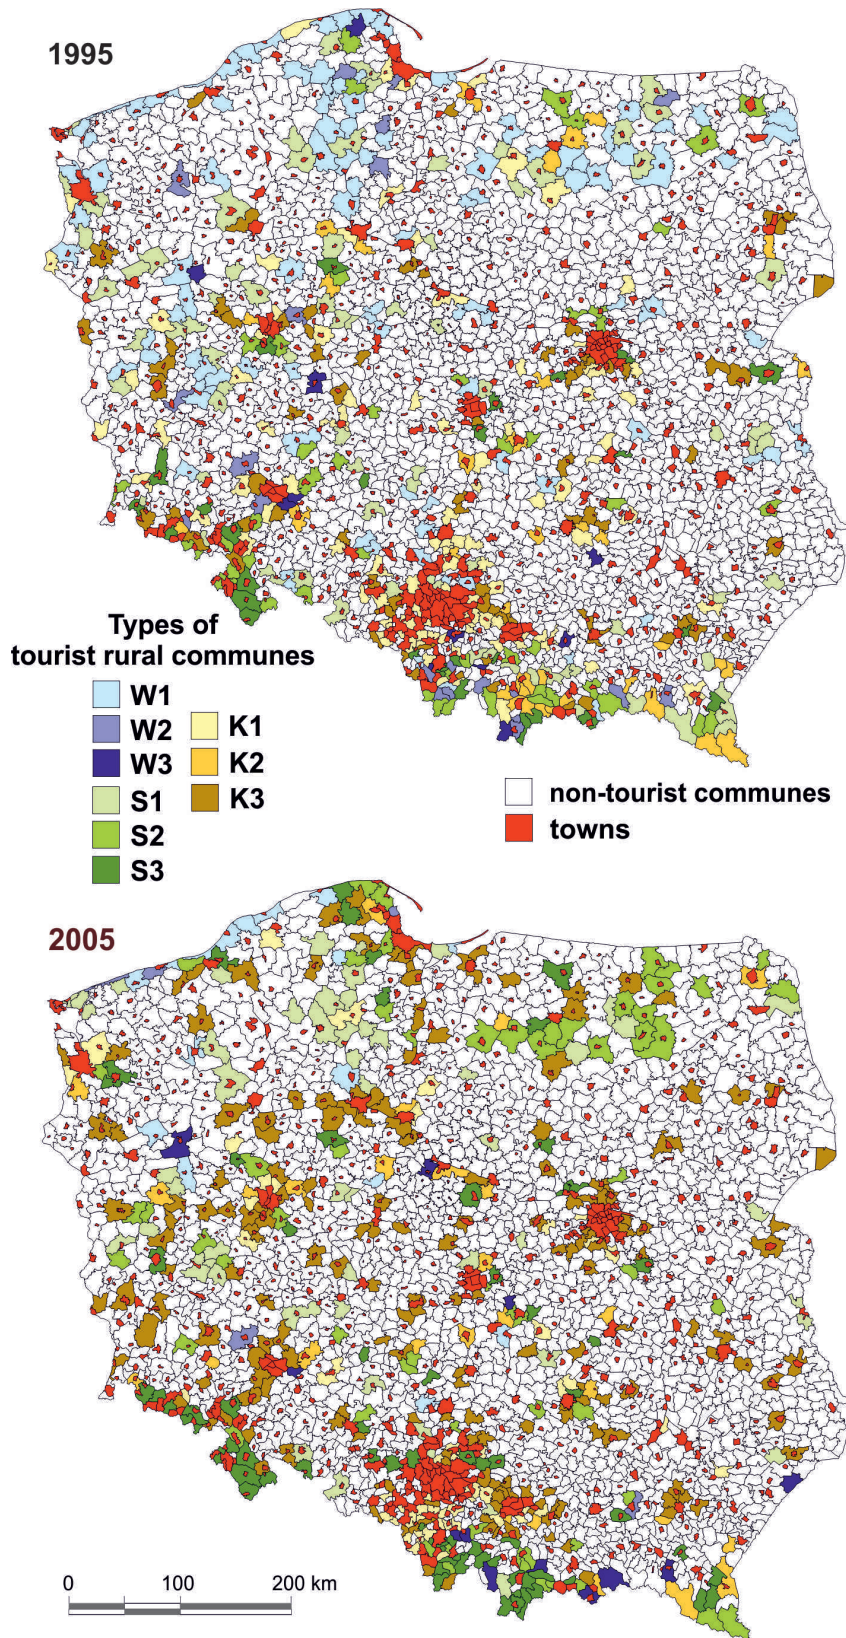 1995
Types of
tourist rural communes
W1
W2 K1
W3 K2
S1 K3
S2
S3
non-tourist communes
towns
2005
0 100 200 km